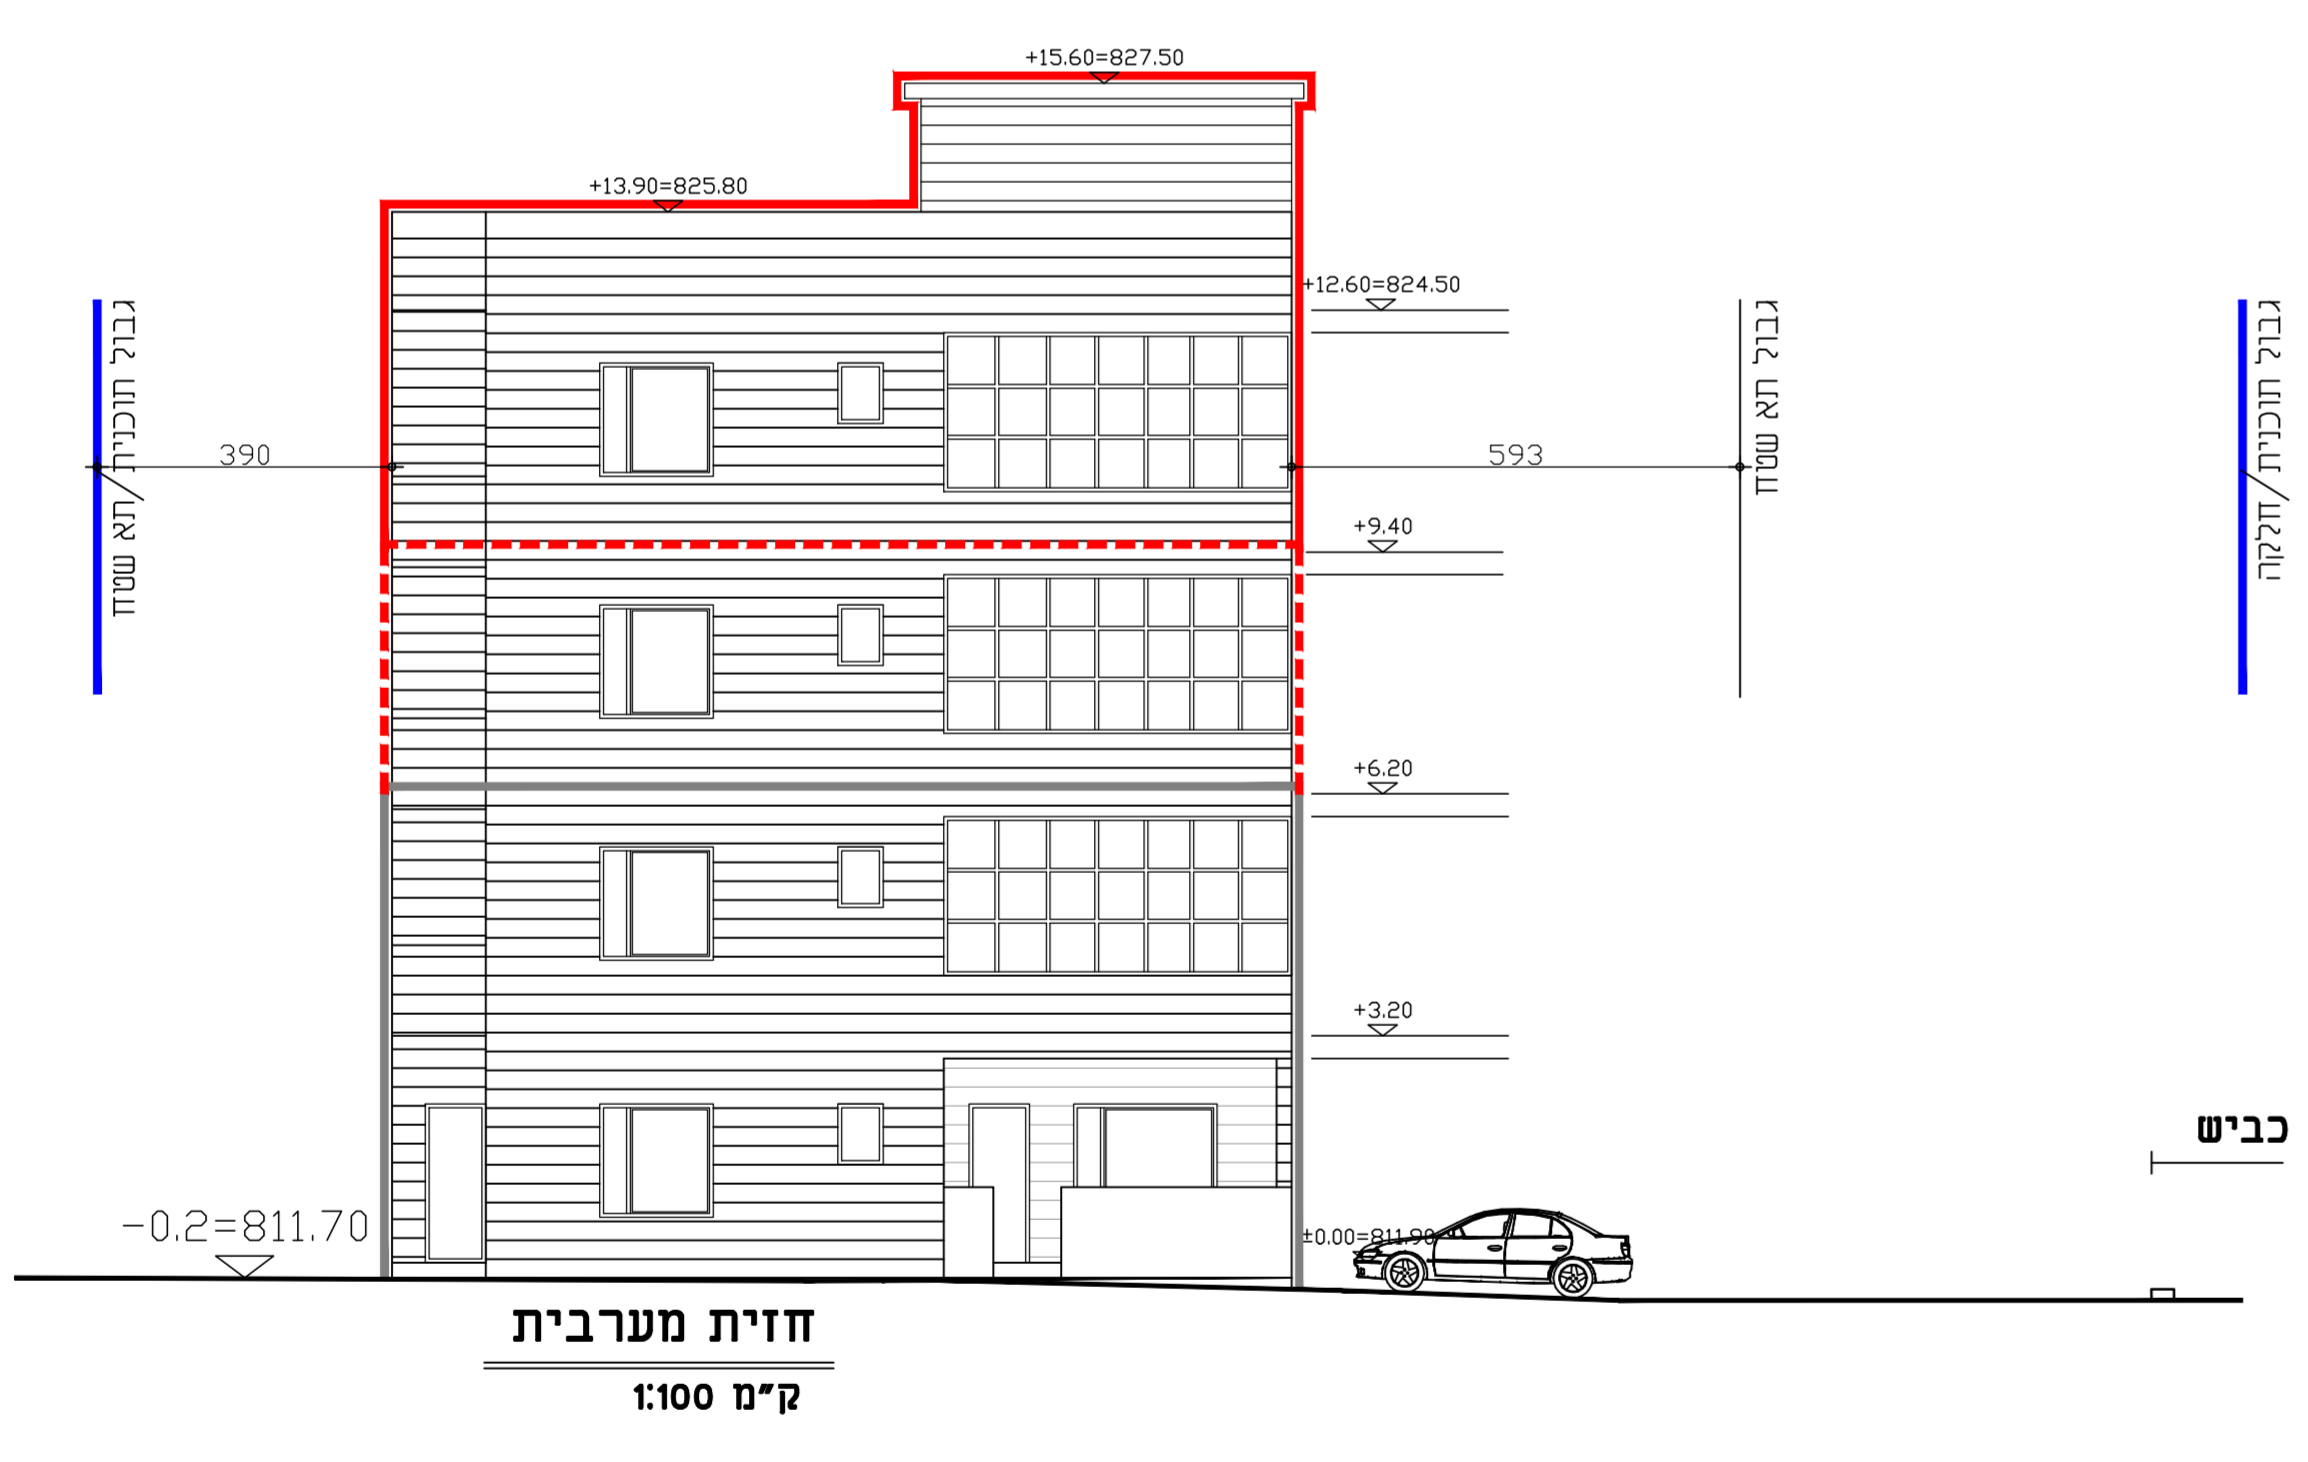 +15.60=827.50
+13.90=825.80
+12.60=824.50
גבול תוכנית/ תא שטח
390
593
גבול תא שטח
גבול תוכנית/ חלקה
+9.40
+6.20
+3.20
כביש
-0.2=811.70
±0.00=811.90
חזית מערבית
ק"מ 1:100